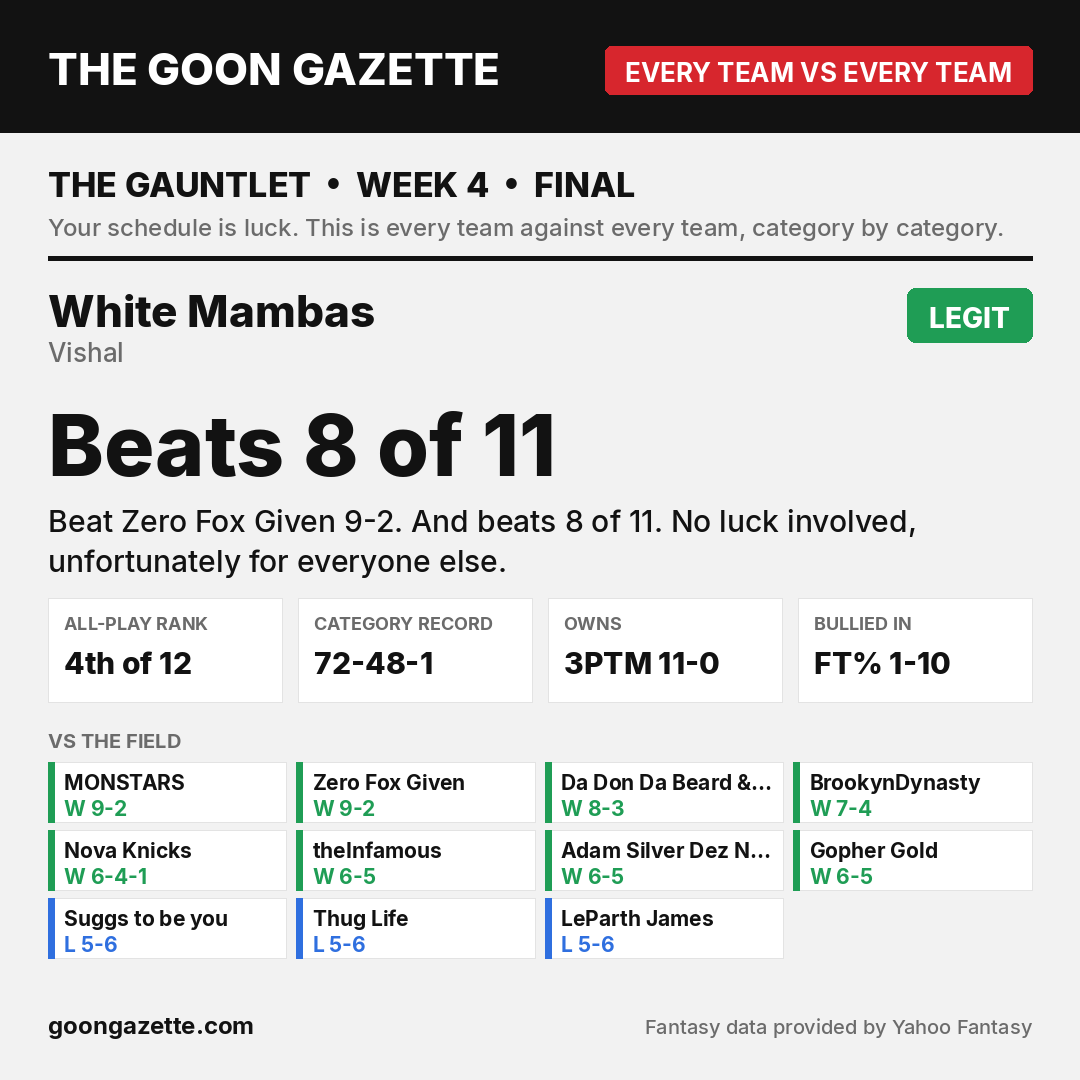 THE GOON GAZETTE
EVERY TEAM VS EVERY TEAM
THE GAUNTLET • WEEK 4 • FINAL
Your schedule is luck. This is every team against every team, category by category.
White Mambas
LEGIT
Vishal
Beats 8 of 11
Beat Zero Fox Given 9-2. And beats 8 of 11. No luck involved,
unfortunately for everyone else.
ALL-PLAY RANK
4th of 12
CATEGORY RECORD
72-48-1
OWNS
3PTM 11-0
BULLIED IN
FT% 1-10
VS THE FIELD
MONSTARS
W 9-2
Zero Fox Given
W 9-2
Da Don Da Beard &...
W 8-3
BrookynDynasty
W 7-4
Nova Knicks
W 6-4-1
theInfamous
W 6-5
Adam Silver Dez N...
W 6-5
Gopher Gold
W 6-5
Suggs to be you
L 5-6
Thug Life
L 5-6
LeParth James
L 5-6
goongazette.com
Fantasy data provided by Yahoo Fantasy